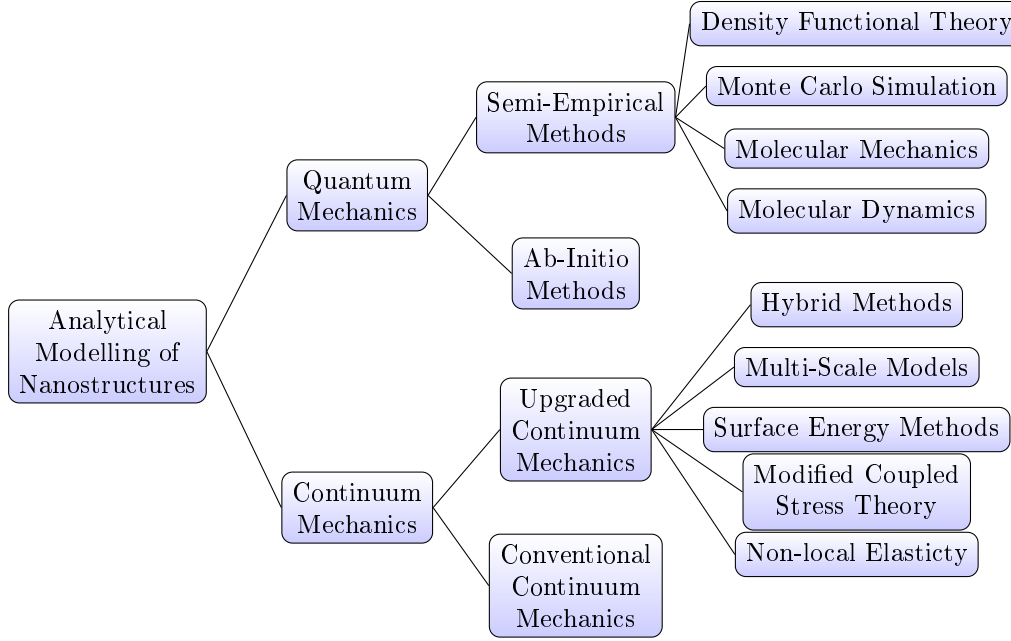 Analytical
Modelling of
Nanostructures
Quantum
Mechanics
Semi-Empirical
Methods
Density Functional Theory
Monte Carlo Simulation
Molecular Mechanics
Molecular Dynamics
Ab-Initio
Methods
Continuum
Mechanics
Upgraded
Continuum
Mechanics
Hybrid Methods
Multi-Scale Models
Surface Energy Methods
Modified Coupled
Stress Theory
Non-local Elasticty
Conventional
Continuum
Mechanics